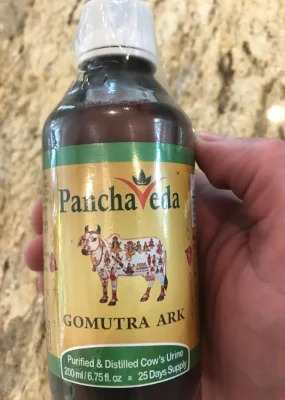 PanchaVeda
GOMUTRA ARK
Purified & Distilled Cow's Urine
200 ml / 6.75 fl. oz = 25 Days Supply